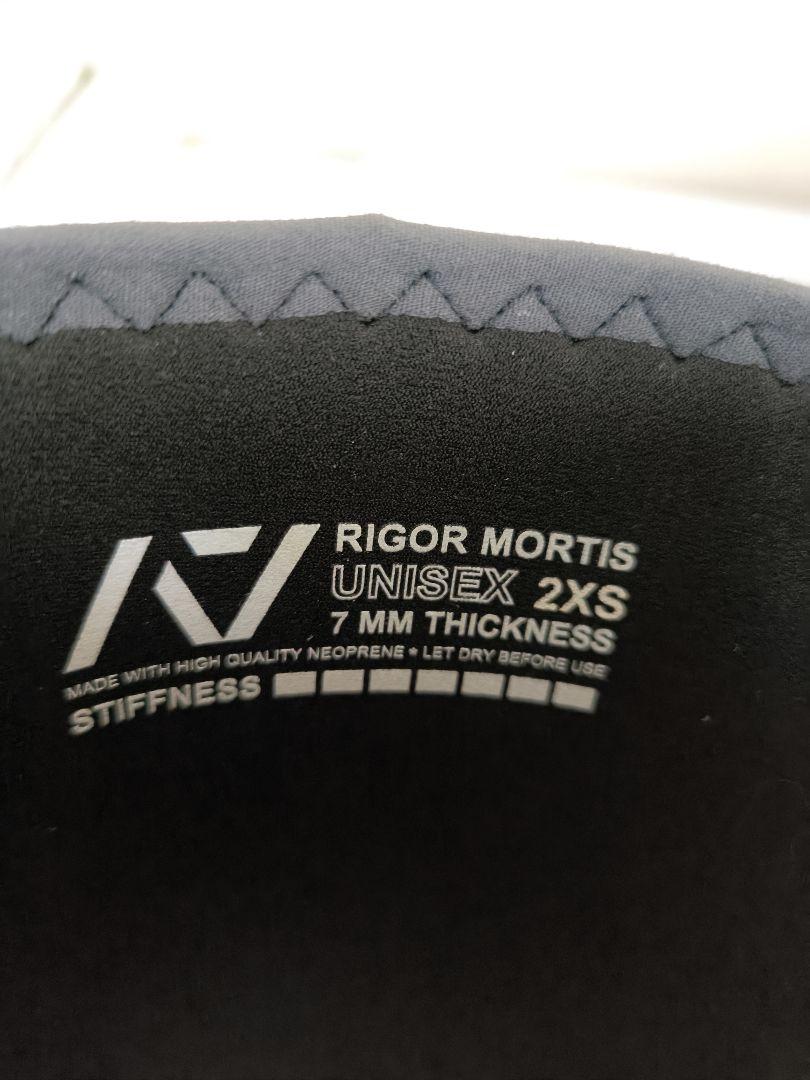 RIGOR MORTIS
UNISEX 2XS
7 MM THICKNESS
MADE WITH HIGH QUALITY NEOPRENE * LET DRY BEFORE USE
STIFFNESS